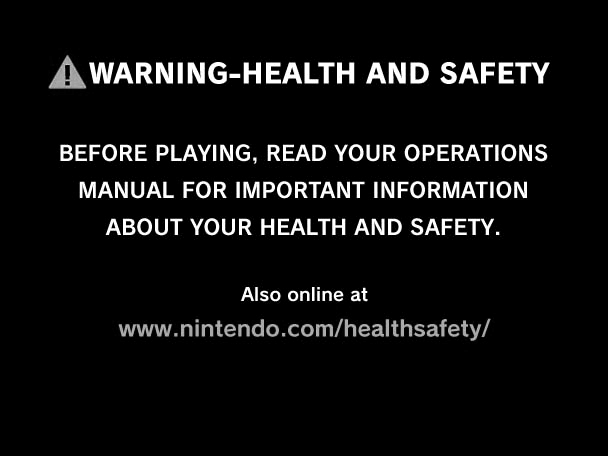 WARNING-HEALTH AND SAFETY
BEFORE PLAYING, READ YOUR OPERATIONS
MANUAL FOR IMPORTANT INFORMATION
ABOUT YOUR HEALTH AND SAFETY.
Also online at
www.nintendo.com/healthsafety/